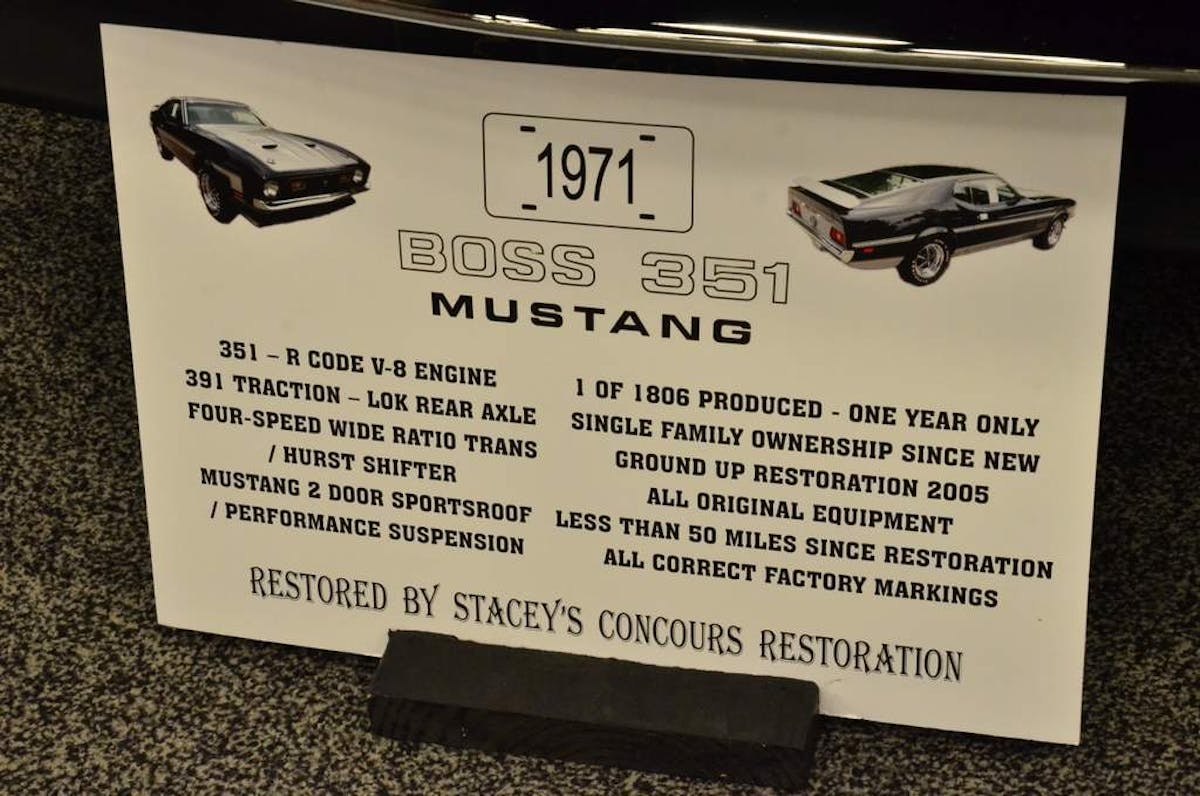 1971
BOSS 351
MUSTANG
351 – R CODE V-8 ENGINE
391 TRACTION – LOK REAR AXLE
FOUR-SPEED WIDE RATIO TRANS
/ HURST SHIFTER
MUSTANG 2 DOOR SPORTSROOF
/ PERFORMANCE SUSPENSION
1 OF 1806 PRODUCED - ONE YEAR ONLY
SINGLE FAMILY OWNERSHIP SINCE NEW
GROUND UP RESTORATION 2005
ALL ORIGINAL EQUIPMENT
LESS THAN 50 MILES SINCE RESTORATION
ALL CORRECT FACTORY MARKINGS
RESTORED BY STACEY'S CONCOURS RESTORATION